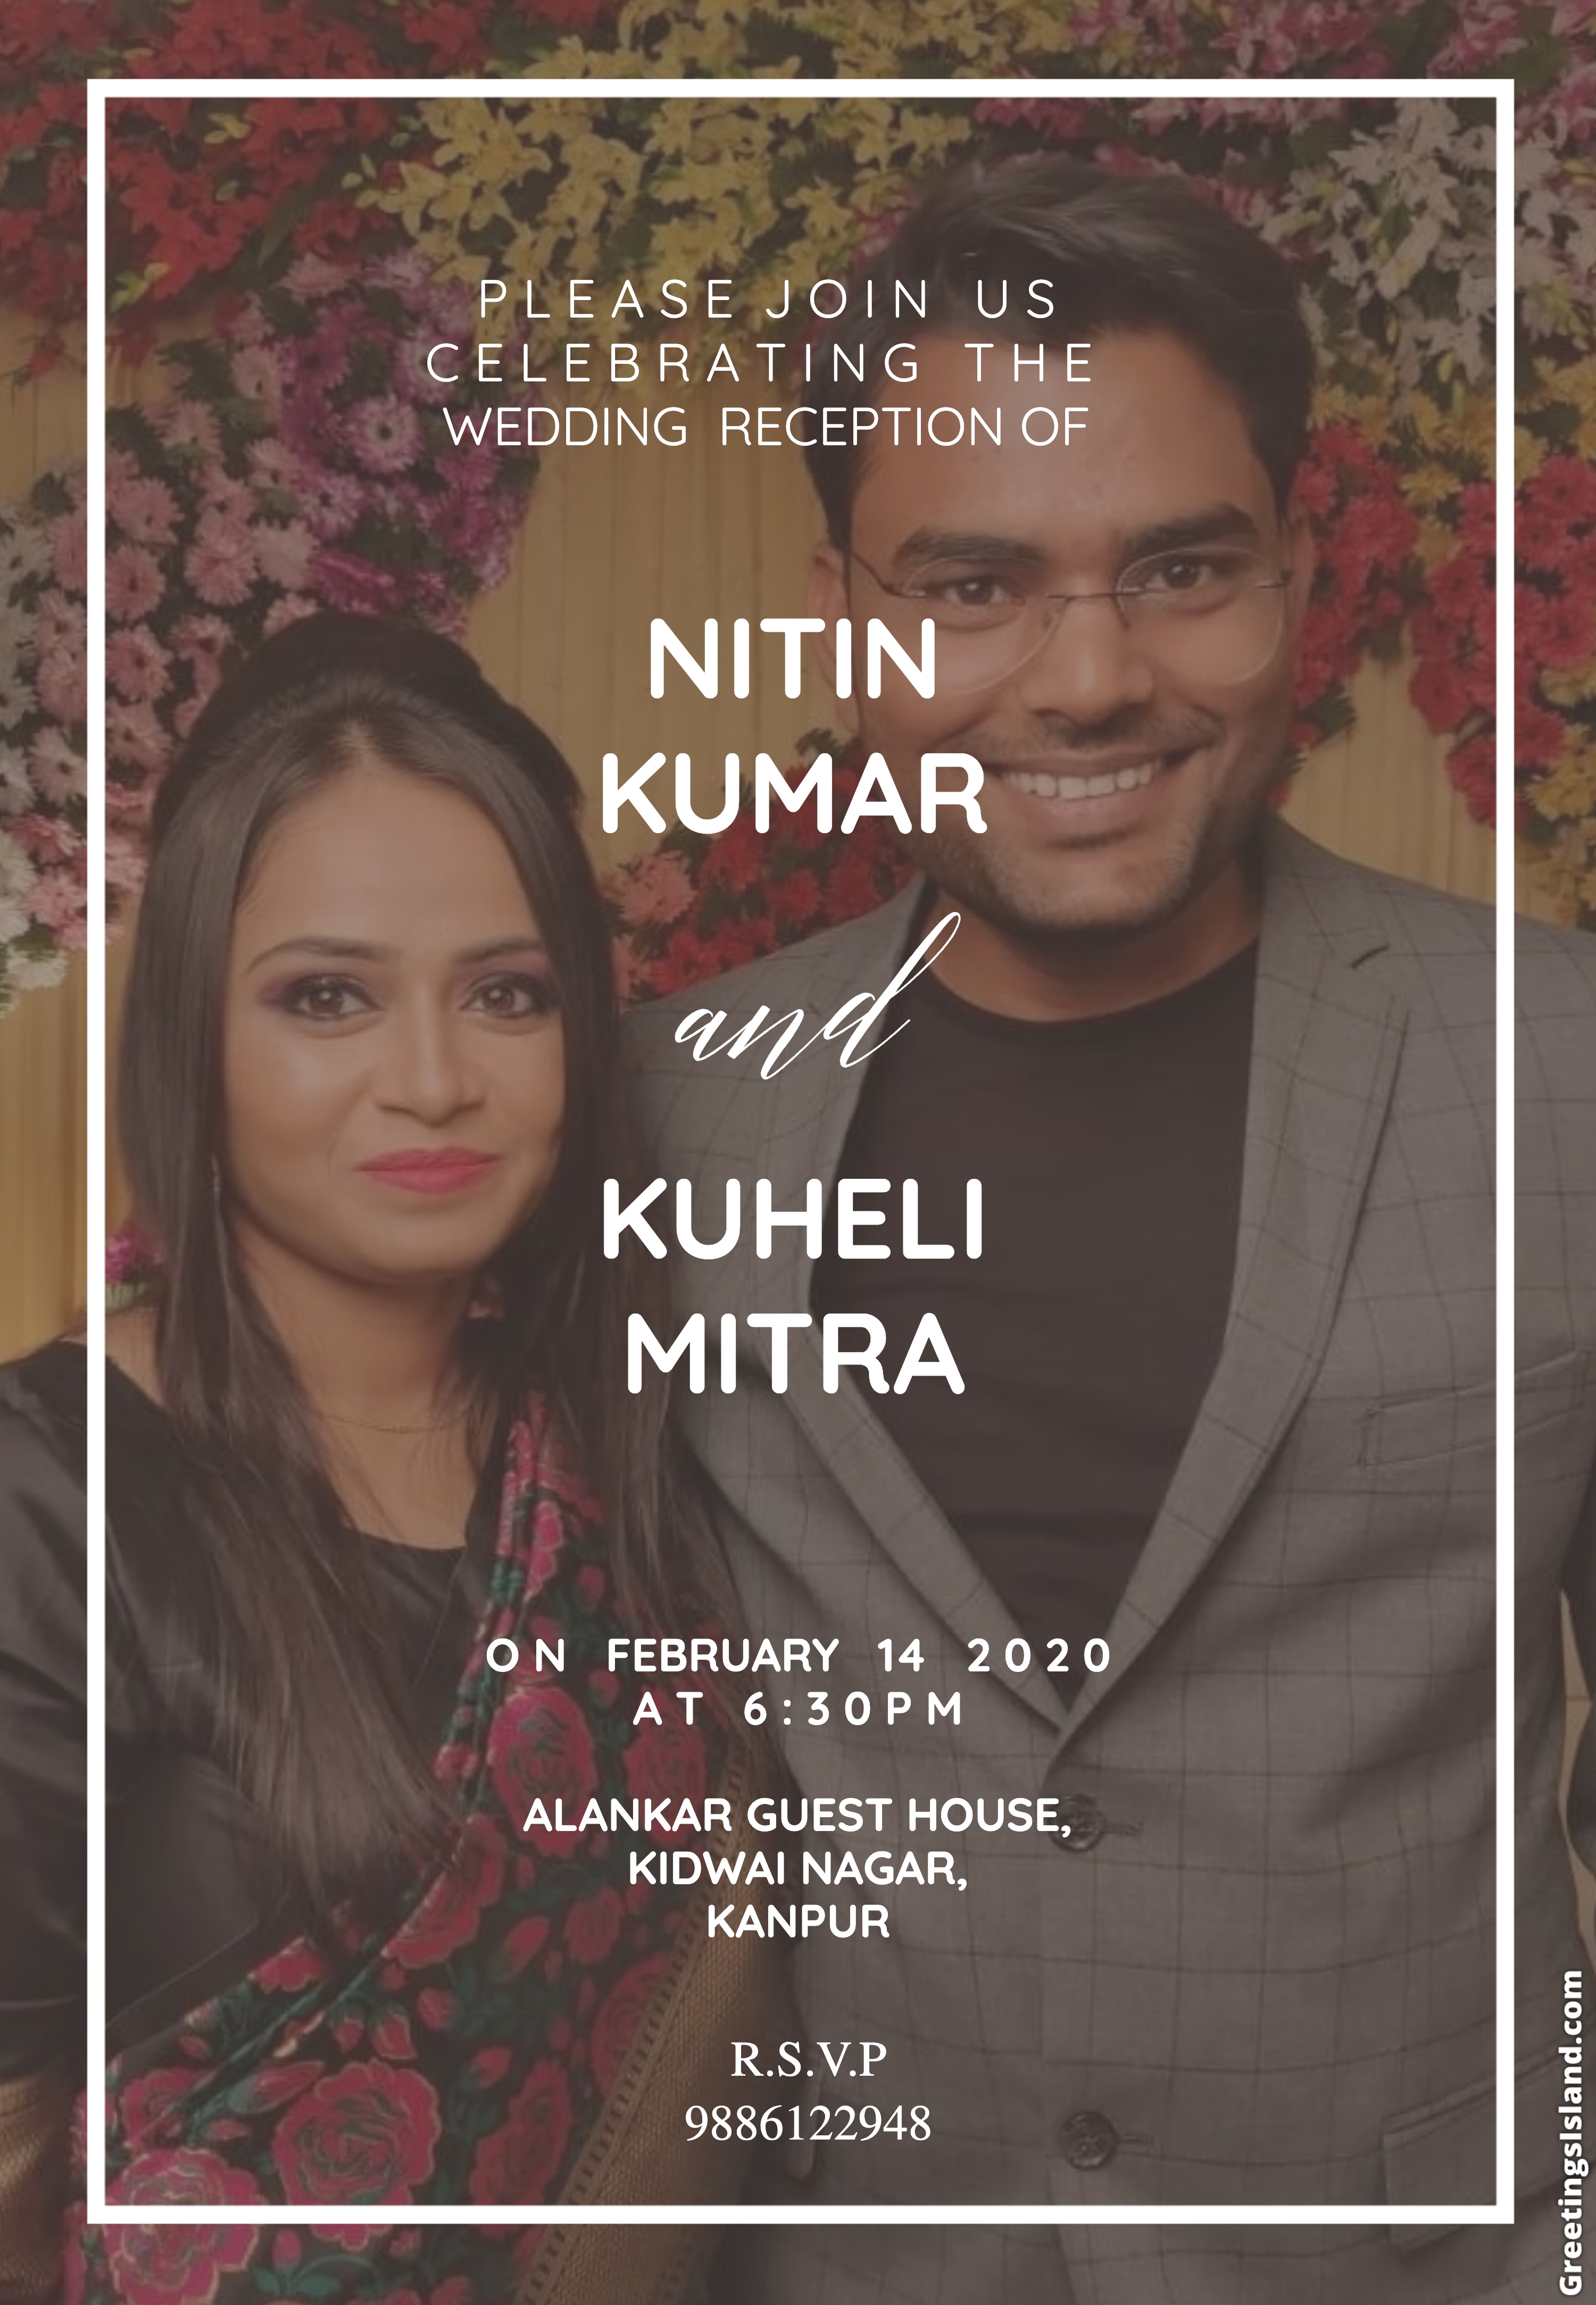 PLEASE JOIN US
CELEBRATING THE
WEDDING RECEPTION OF
NITIN
KUMAR
and
KUHELI
MITRA
ON FEBRUARY 14 2020
AT 6:30PM
ALANKAR GUEST HOUSE,
KIDWAI NAGAR,
KANPUR
R.S.V.P
9886122948
GreetingsIsland.com